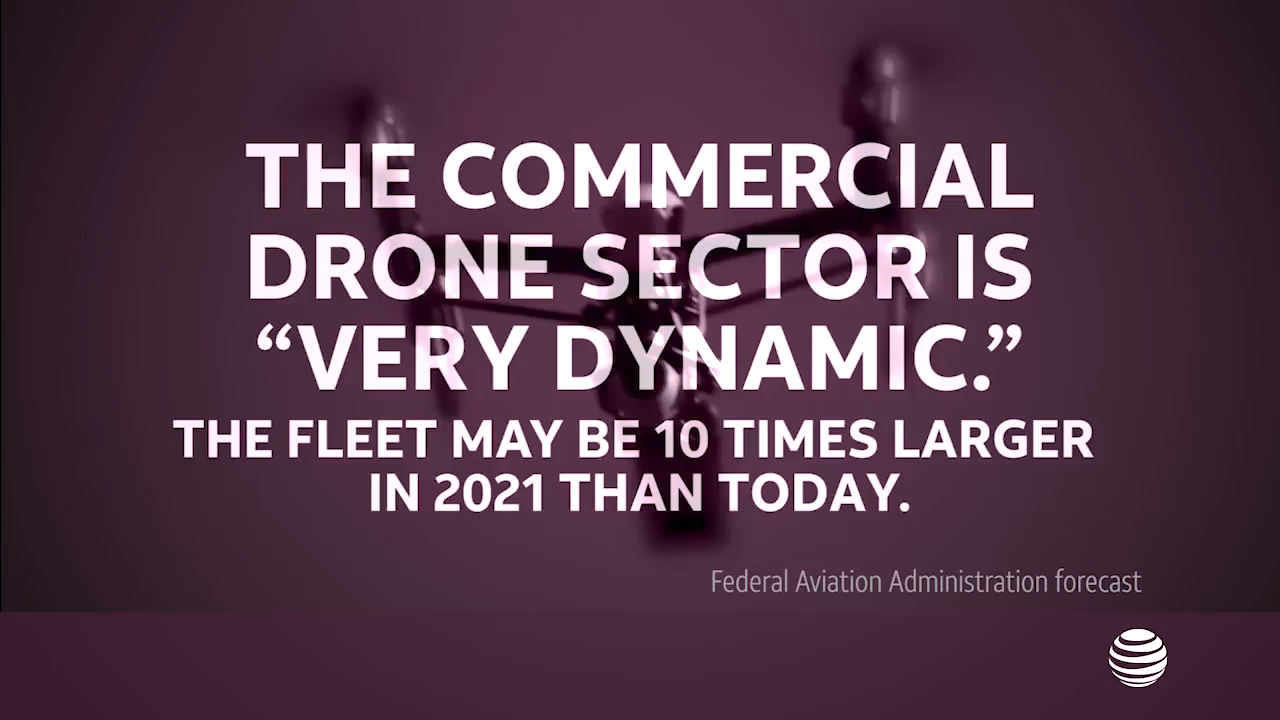 THE COMMERCIAL
DRONE SECTOR IS
“VERY DYNAMIC.”
THE FLEET MAY BE 10 TIMES LARGER
IN 2021 THAN TODAY.
Federal Aviation Administration forecast